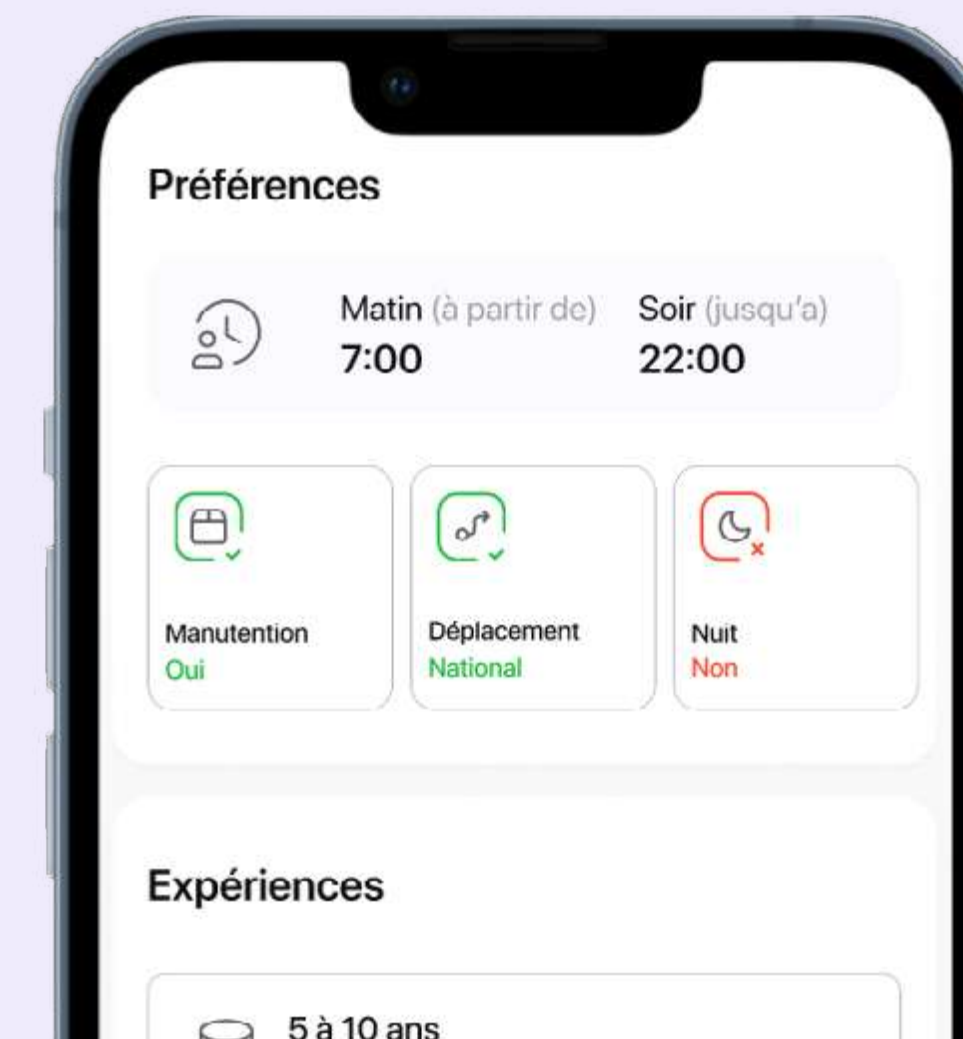 Préférences
Matin (à partir de) Soir (jusqu'a)
7:00 22:00
Manutention Déplacement Nuit
Oui National Non
Expériences
5 à 10 ans